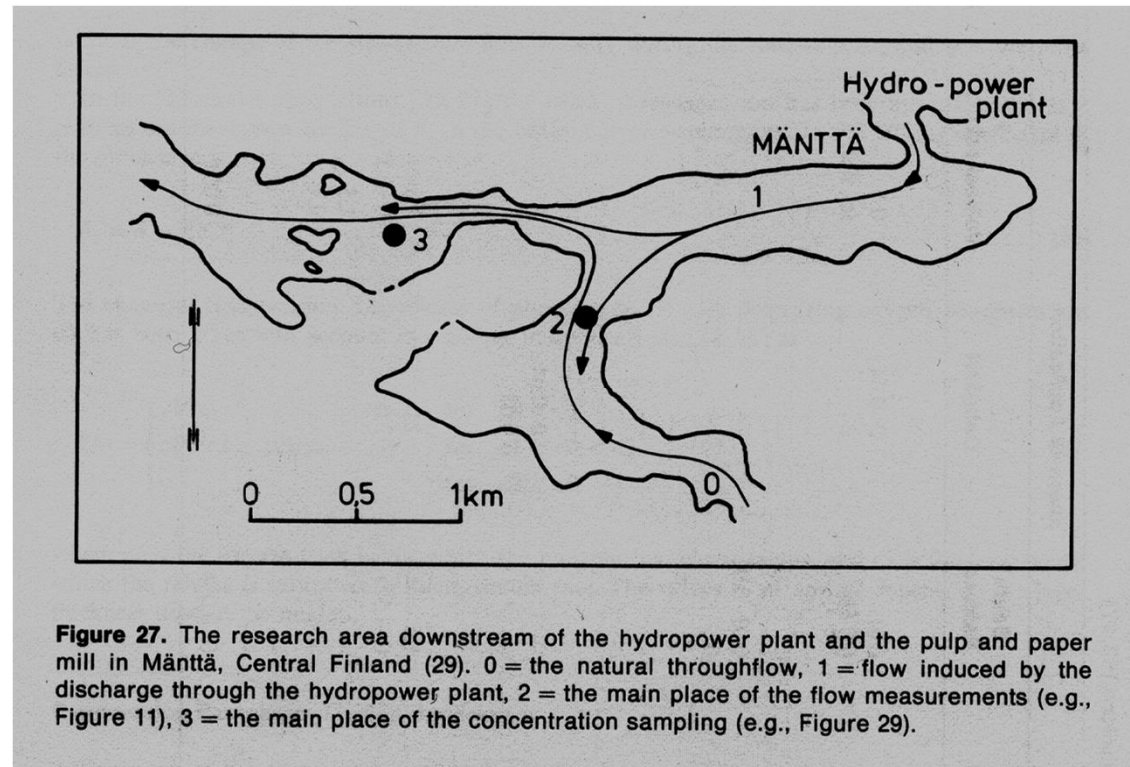 Hydro-power
plant
MÄNTTÄ
1
3
2
0
0 0,5 1km
Figure 27. The research area downstream of the hydropower plant and the pulp and paper
mill in Mänttä, Central Finland (29). 0 = the natural throughflow, 1 = flow induced by the
discharge through the hydropower plant, 2 = the main place of the flow measurements (e.g.,
Figure 11), 3 = the main place of the concentration sampling (e.g., Figure 29).